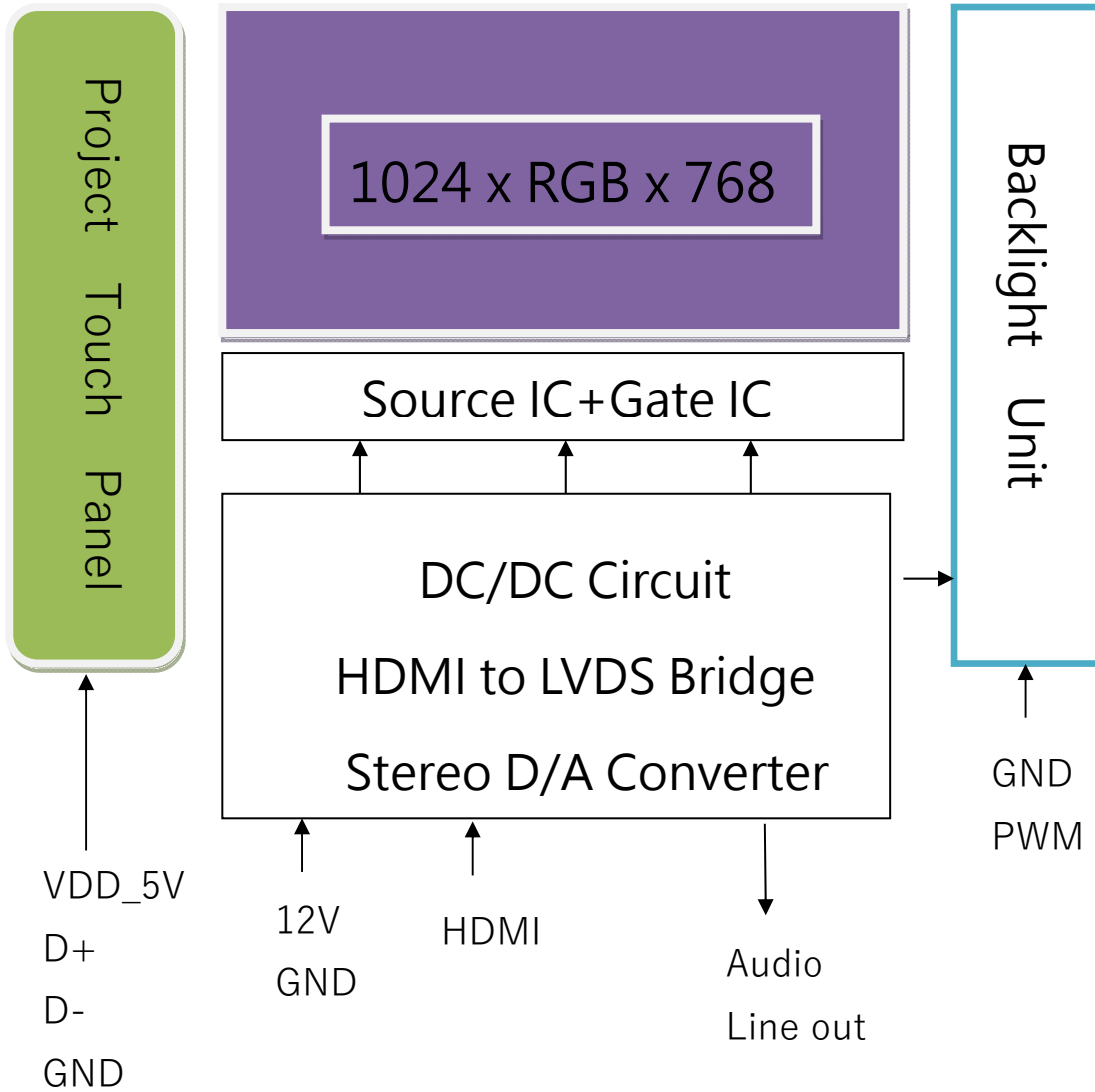 Project Touch Panel
1024 x RGB x 768
Backlight Unit
Source IC+Gate IC
DC/DC Circuit
HDMI to LVDS Bridge
Stereo D/A Converter
VDD_5V
D+
D-
GND
12V
GND
HDMI
Audio
Line out
GND
PWM